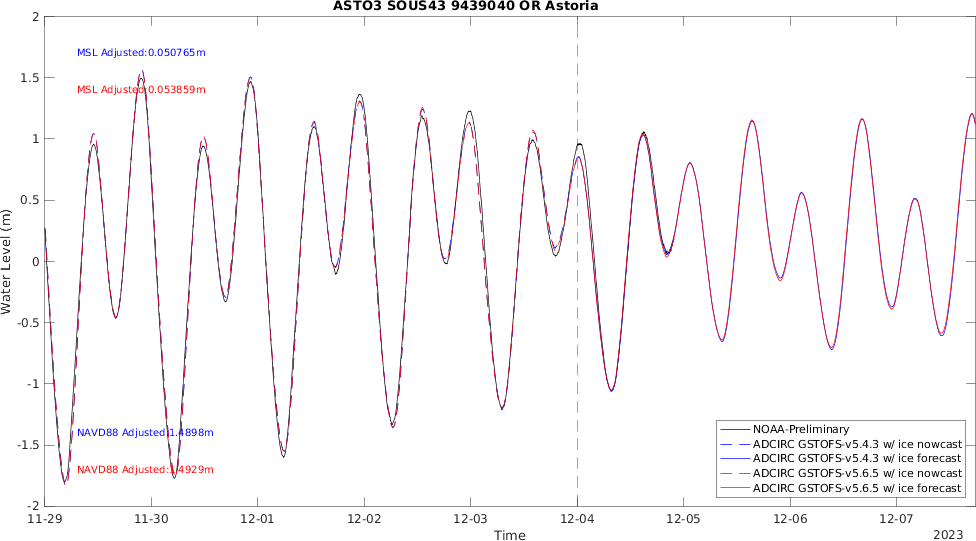 ASTO3 SOUS43 9439040 OR Astoria
2
1.5
1
0.5
0
-0.5
-1
-1.5
-2
Water Level (m)
MSL Adjusted:0.050765m
MSL Adjusted:0.053859m
NAVD88 Adjusted:1.4898m
NAVD88 Adjusted:1.4929m
NOAA-Preliminary
ADCIRC GSTOFS-v5.4.3 w/ ice nowcast
ADCIRC GSTOFS-v5.4.3 w/ ice forecast
ADCIRC GSTOFS-v5.6.5 w/ ice nowcast
ADCIRC GSTOFS-v5.6.5 w/ ice forecast
11-29 11-30 12-01 12-02 12-03 12-04 12-05 12-06 12-07
Time
2023